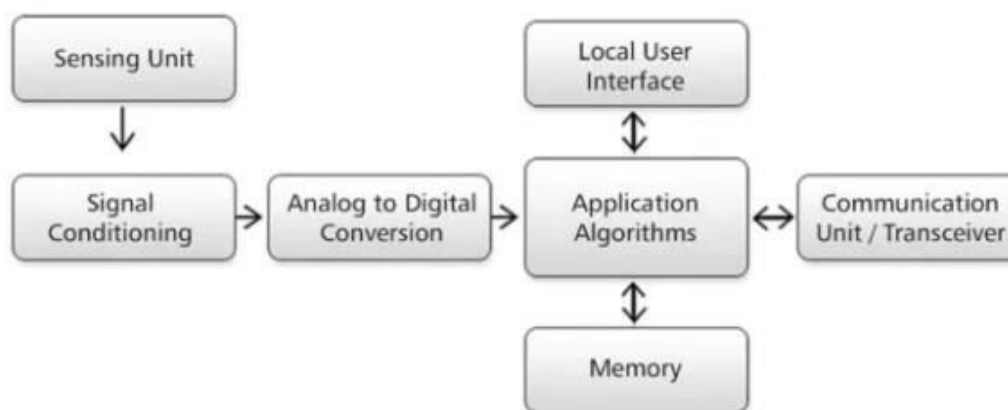 Sensing Unit
Local User
Interface
Signal
Conditioning
Analog to Digital
Conversion
Application
Algorithms
Communication
Unit / Transceiver
Memory